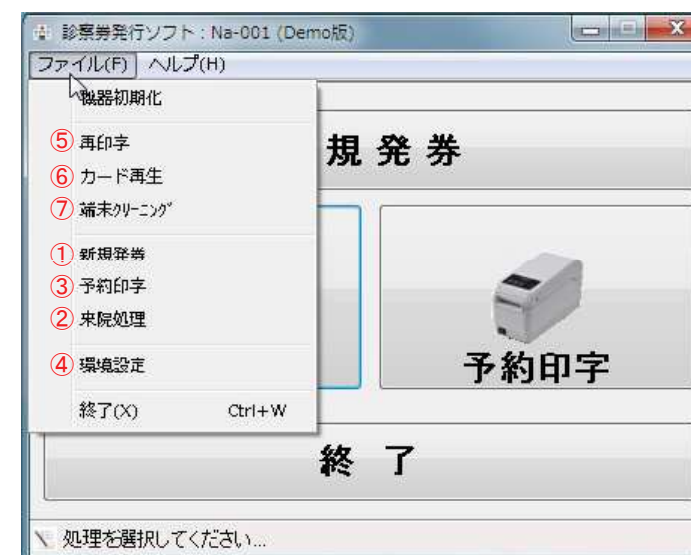 診察券発行ソフト : Na-001 (Demo版)
ファイル(F) ヘルプ(H)
機器初期化
⑤ 再印字
⑥ カード再生
⑦ 端末ｸﾘｰﾆﾝｸﾞ
① 新規発券
③ 予約印字
② 来院処理
④ 環境設定
終了(X) Ctrl+W
規 発 券
予約印字
終 了
処理を選択してください...